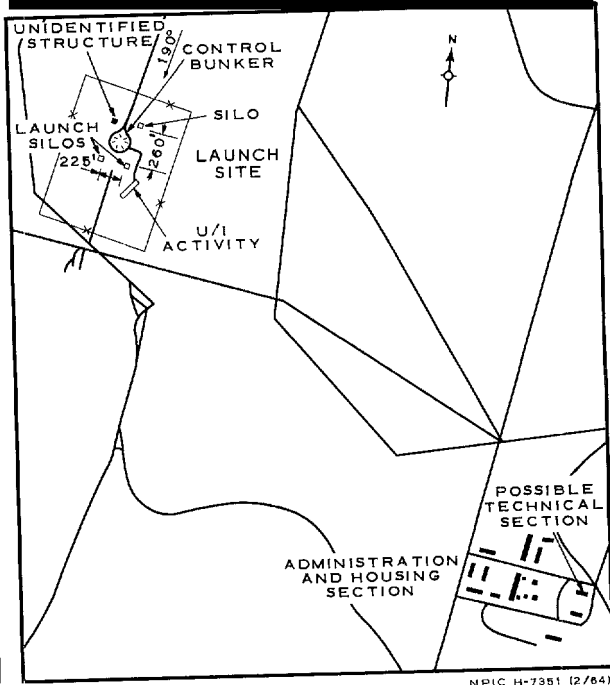 UNIDENTIFIED
STRUCTURE
190°
CONTROL
BUNKER
N
SILO
LAUNCH
SILOS
225'
260'
LAUNCH
SITE
U/I
ACTIVITY
POSSIBLE
TECHNICAL
SECTION
ADMINISTRATION
AND HOUSING
SECTION
NPIC H-7351 (2/64)